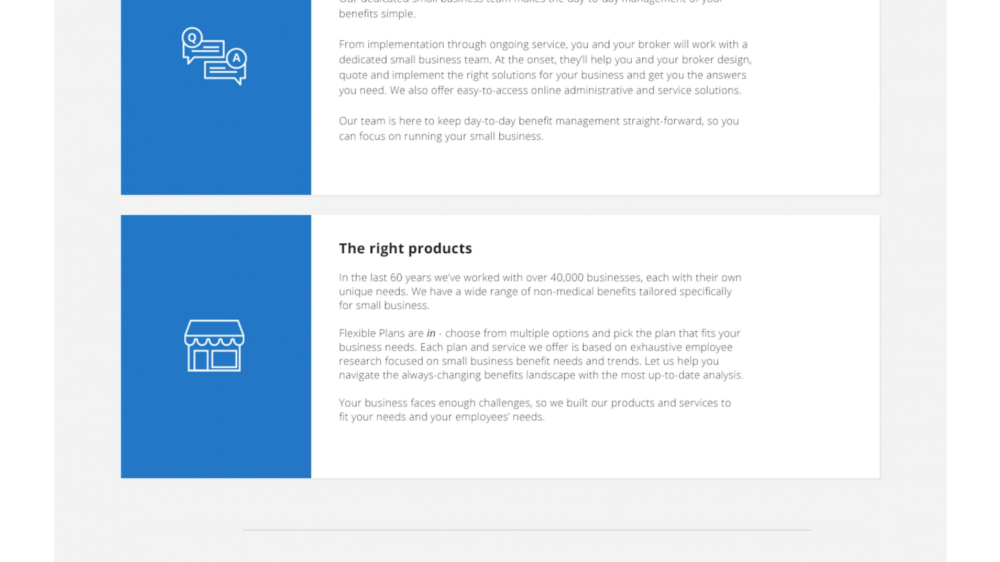 Our dedicated small business team makes the day-to-day management of your
benefits simple.
Q
A
From implementation through ongoing service, you and your broker will work with a
dedicated small business team. At the onset, they’ll help you and your broker design,
quote and implement the right solutions for your business and get you the answers
you need. We also offer easy-to-access online administrative and service solutions.
Our team is here to keep day-to-day benefit management straight-forward, so you
can focus on running your small business.
The right products
In the last 60 years we’ve worked with over 40,000 businesses, each with their own
unique needs. We have a wide range of non-medical benefits tailored specifically
for small business.
Flexible Plans are in - choose from multiple options and pick the plan that fits your
business needs. Each plan and service we offer is based on exhaustive employee
research focused on small business benefit needs and trends. Let us help you
navigate the always-changing benefits landscape with the most up-to-date analysis.
Your business faces enough challenges, so we built our products and services to
fit your needs and your employees’ needs.